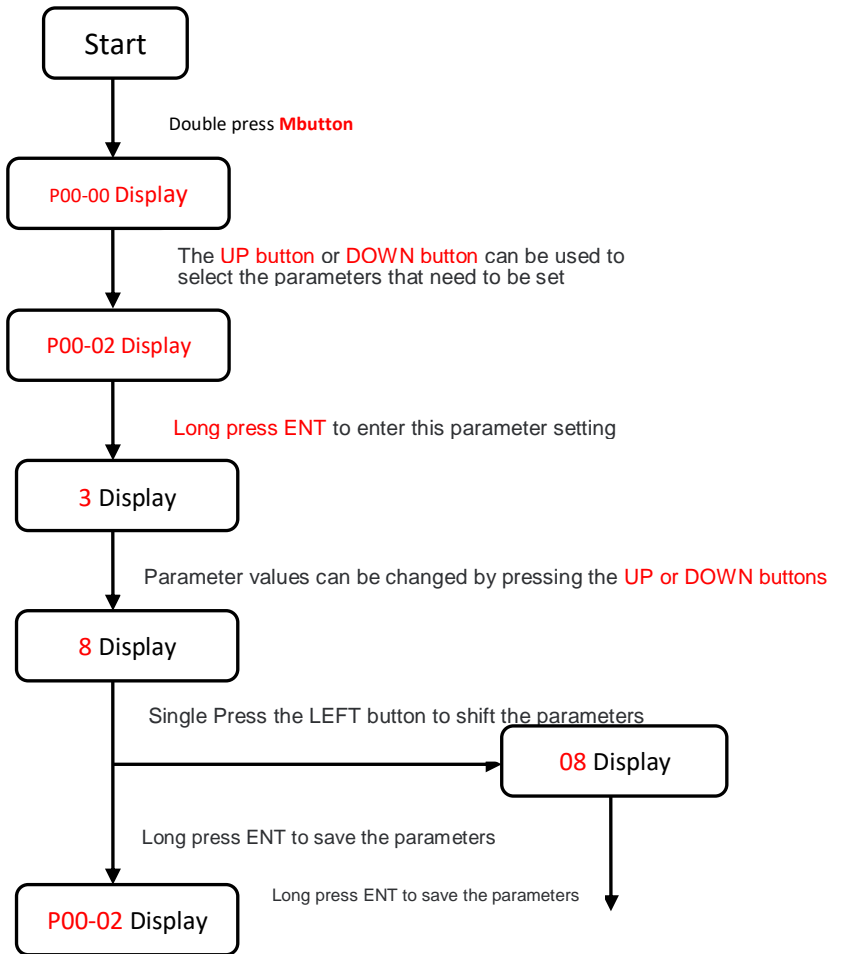 Start
Double press Mbutton
P00-00 Display
The UP button or DOWN button can be used to
select the parameters that need to be set
P00-02 Display
Long press ENT to enter this parameter setting
3 Display
Parameter values can be changed by pressing the UP or DOWN buttons
8 Display
Single Press the LEFT button to shift the parameters
08 Display
Long press ENT to save the parameters
Long press ENT to save the parameters
P00-02 Display